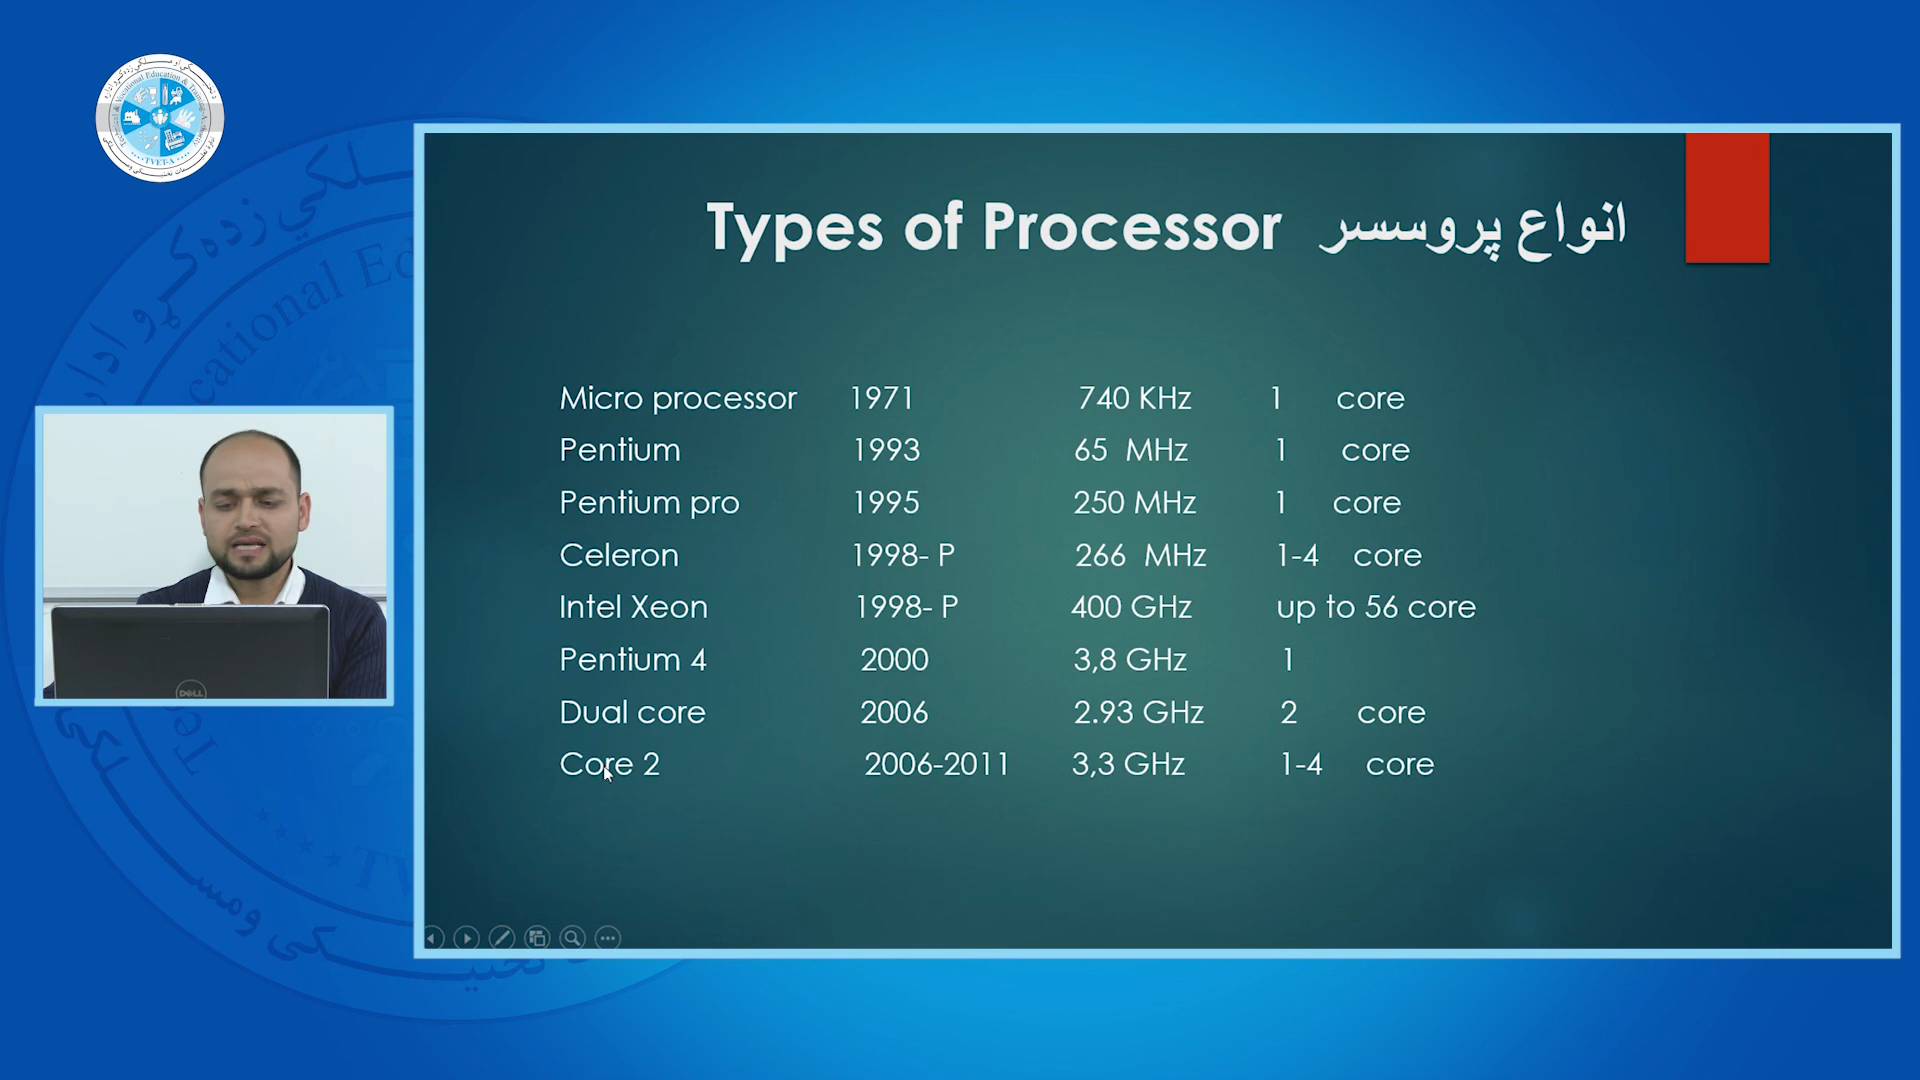 Types of Processor انواع پروسسر
Micro processor 1971 740 KHz 1 core
Pentium 1993 65 MHz 1 core
Pentium pro 1995 250 MHz 1 core
Celeron 1998- P 266 MHz 1-4 core
Intel Xeon 1998- P 400 GHz up to 56 core
Pentium 4 2000 3,8 GHz 1
Dual core 2006 2.93 GHz 2 core
Core 2 2006-2011 3,3 GHz 1-4 core
DELL
TVET-A